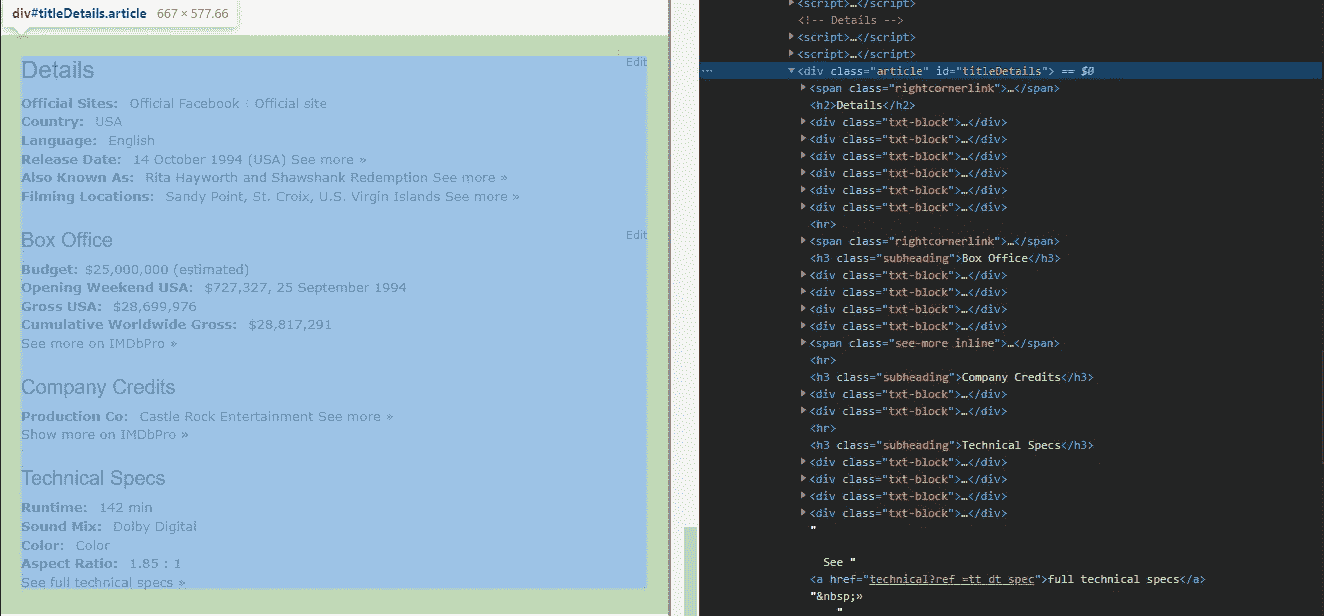 div#titleDetails.article 667 × 577.66
Edit
Details
Official Sites: Official Facebook | Official site
Country: USA
Language: English
Release Date: 14 October 1994 (USA) See more »
Also Known As: Rita Hayworth and Shawshank Redemption See more »
Filming Locations: Sandy Point, St. Croix, U.S. Virgin Islands See more »
Box Office
Edit
Budget: $25,000,000 (estimated)
Opening Weekend USA: $727,327, 25 September 1994
Gross USA: $28,699,976
Cumulative Worldwide Gross: $28,817,291
See more on IMDbPro »
Company Credits
Production Co: Castle Rock Entertainment See more »
Show more on IMDbPro »
Technical Specs
Runtime: 142 min
Sound Mix: Dolby Digital
Color: Color
Aspect Ratio: 1.85 : 1
See full technical specs »
<script>…</script>
<!-- Details -->
<script>…</script>
<script>…</script>
<div class="article" id="titleDetails"> == $0
<span class="rightcornerlink">…</span>
<h2>Details</h2>
<div class="txt-block">…</div>
<div class="txt-block">…</div>
<div class="txt-block">…</div>
<div class="txt-block">…</div>
<div class="txt-block">…</div>
<div class="txt-block">…</div>
<hr>
<span class="rightcornerlink">…</span>
<h3 class="subheading">Box Office</h3>
<div class="txt-block">…</div>
<div class="txt-block">…</div>
<div class="txt-block">…</div>
<div class="txt-block">…</div>
<span class="see-more inline">…</span>
<hr>
<h3 class="subheading">Company Credits</h3>
<div class="txt-block">…</div>
<div class="txt-block">…</div>
<hr>
<h3 class="subheading">Technical Specs</h3>
<div class="txt-block">…</div>
<div class="txt-block">…</div>
<div class="txt-block">…</div>
<div class="txt-block">…</div>
"
See "
<a href="technical?ref_=tt_dt_spec">full technical specs</a>
"&nbsp;»
"